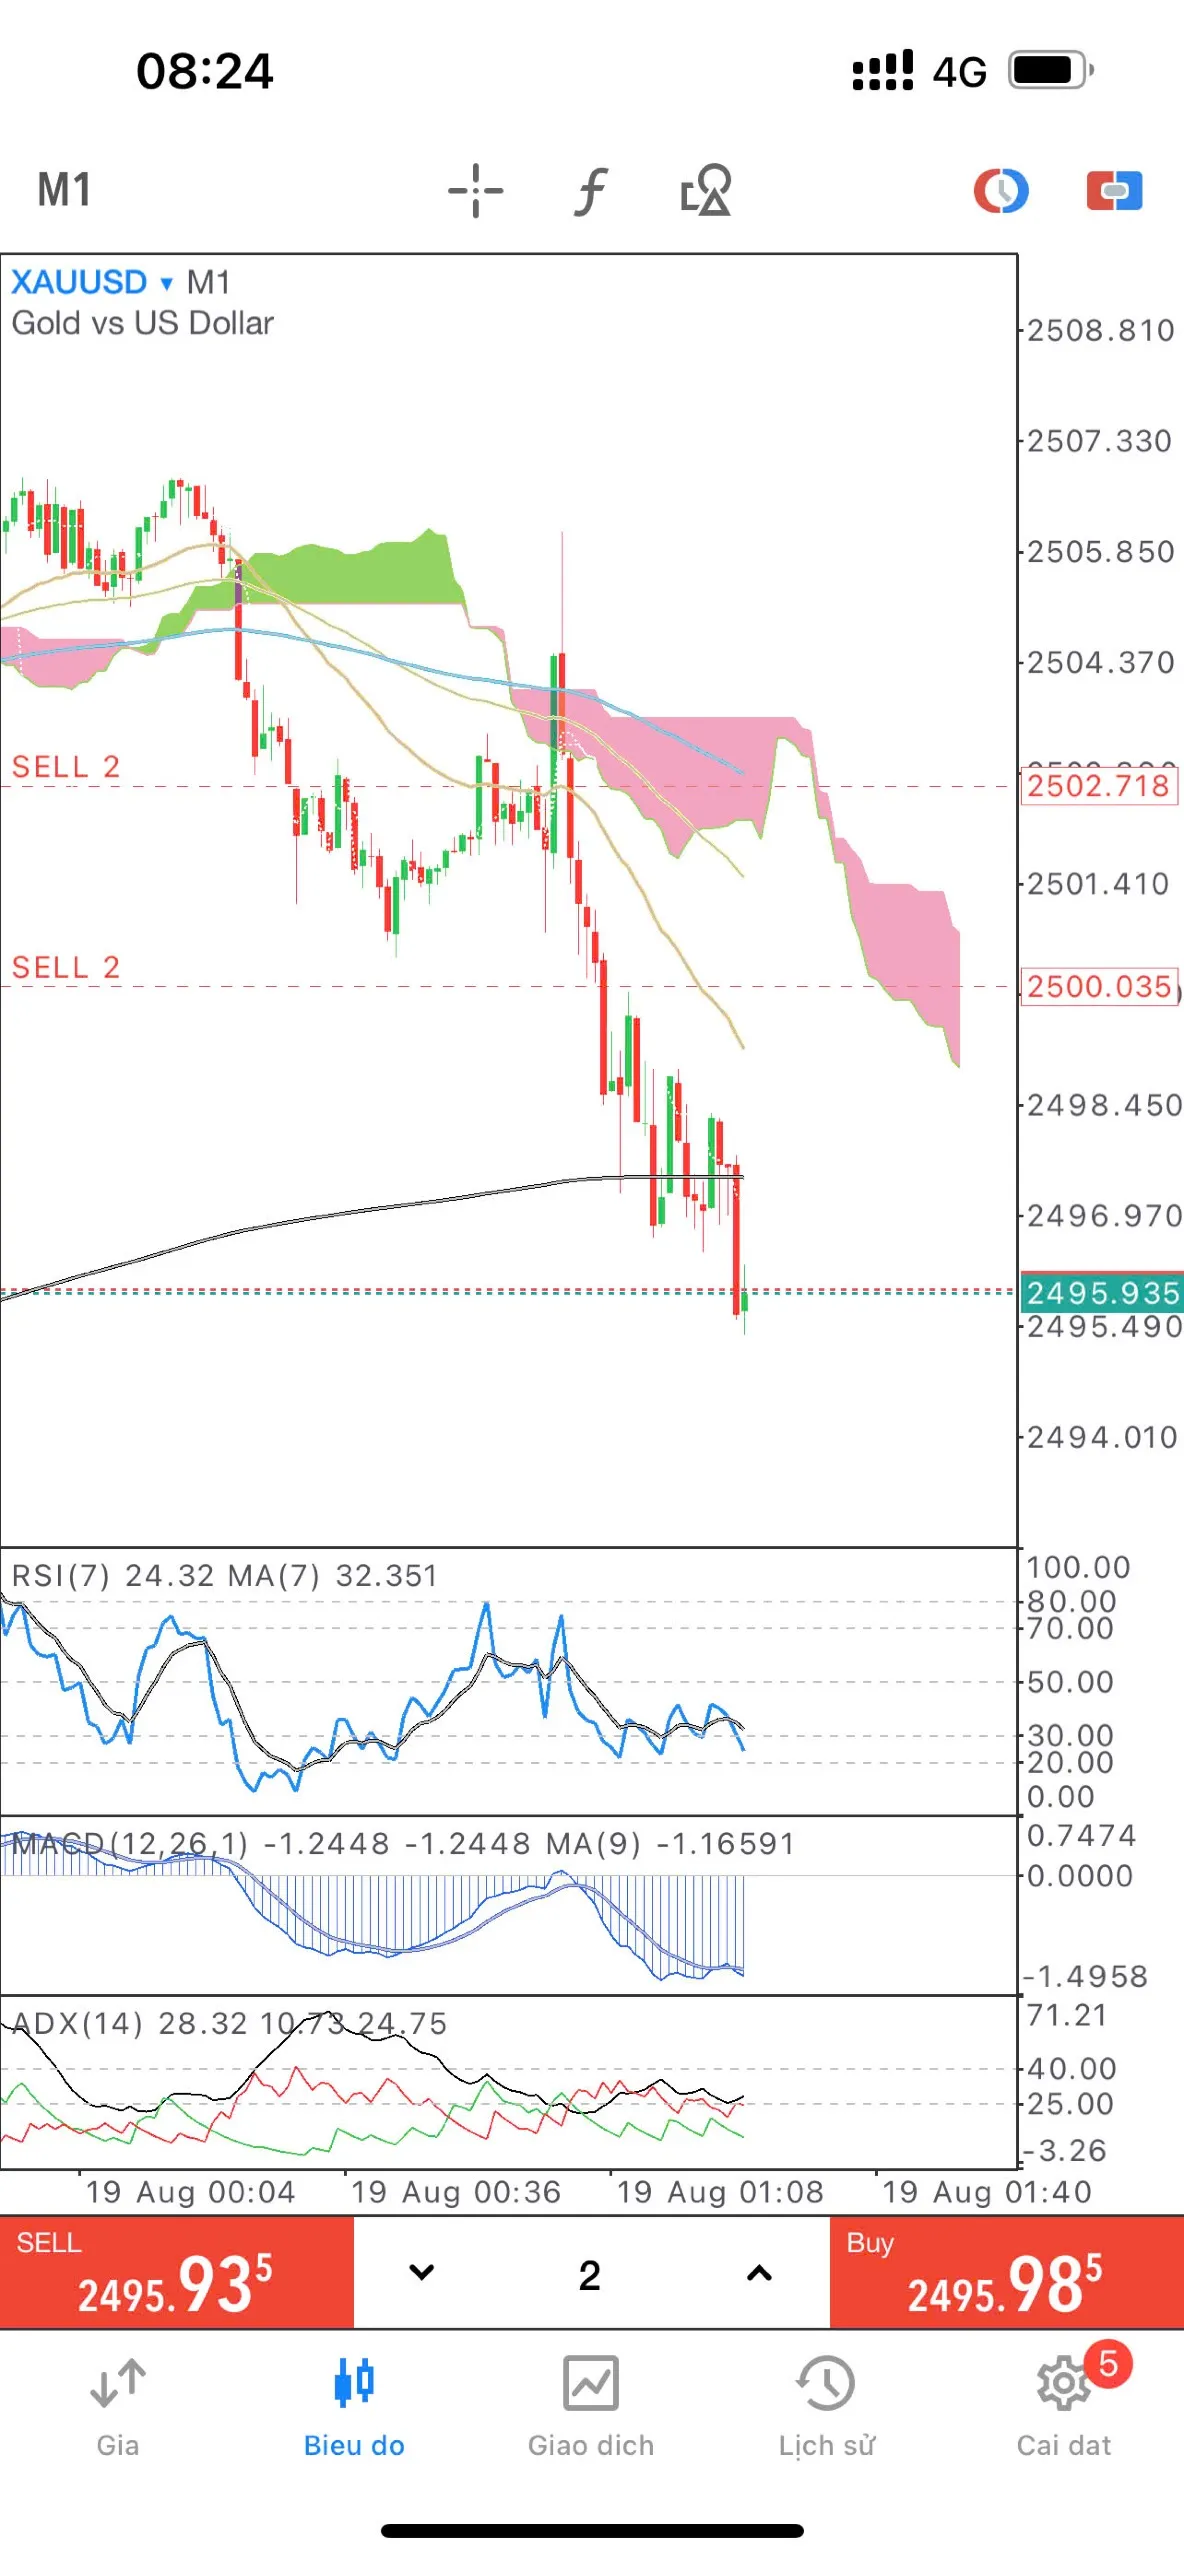 08:24 4G
M1
XAUUSD M1
Gold vs US Dollar
2508.810
2507.330
2505.850
2504.370
SELL 2
2502.718
2501.410
SELL 2
2500.035
2498.450
2496.970
2495.935
2495.490
2494.010
RSI(7) 24.32 MA(7) 32.351
100.00
80.00
70.00
50.00
30.00
20.00
0.00
MACD(12,26,1) -1.2448 -1.2448 MA(9) -1.16591
0.7474
0.0000
-1.4958
ADX(14) 28.32 10.73 24.75
71.21
40.00
25.00
-3.26
19 Aug 00:04 19 Aug 00:36 19 Aug 01:08 19 Aug 01:40
SELL
2495.935
2
Buy
2495.985
5
Gia Bieu do Giao dich Lịch sử Cai dat